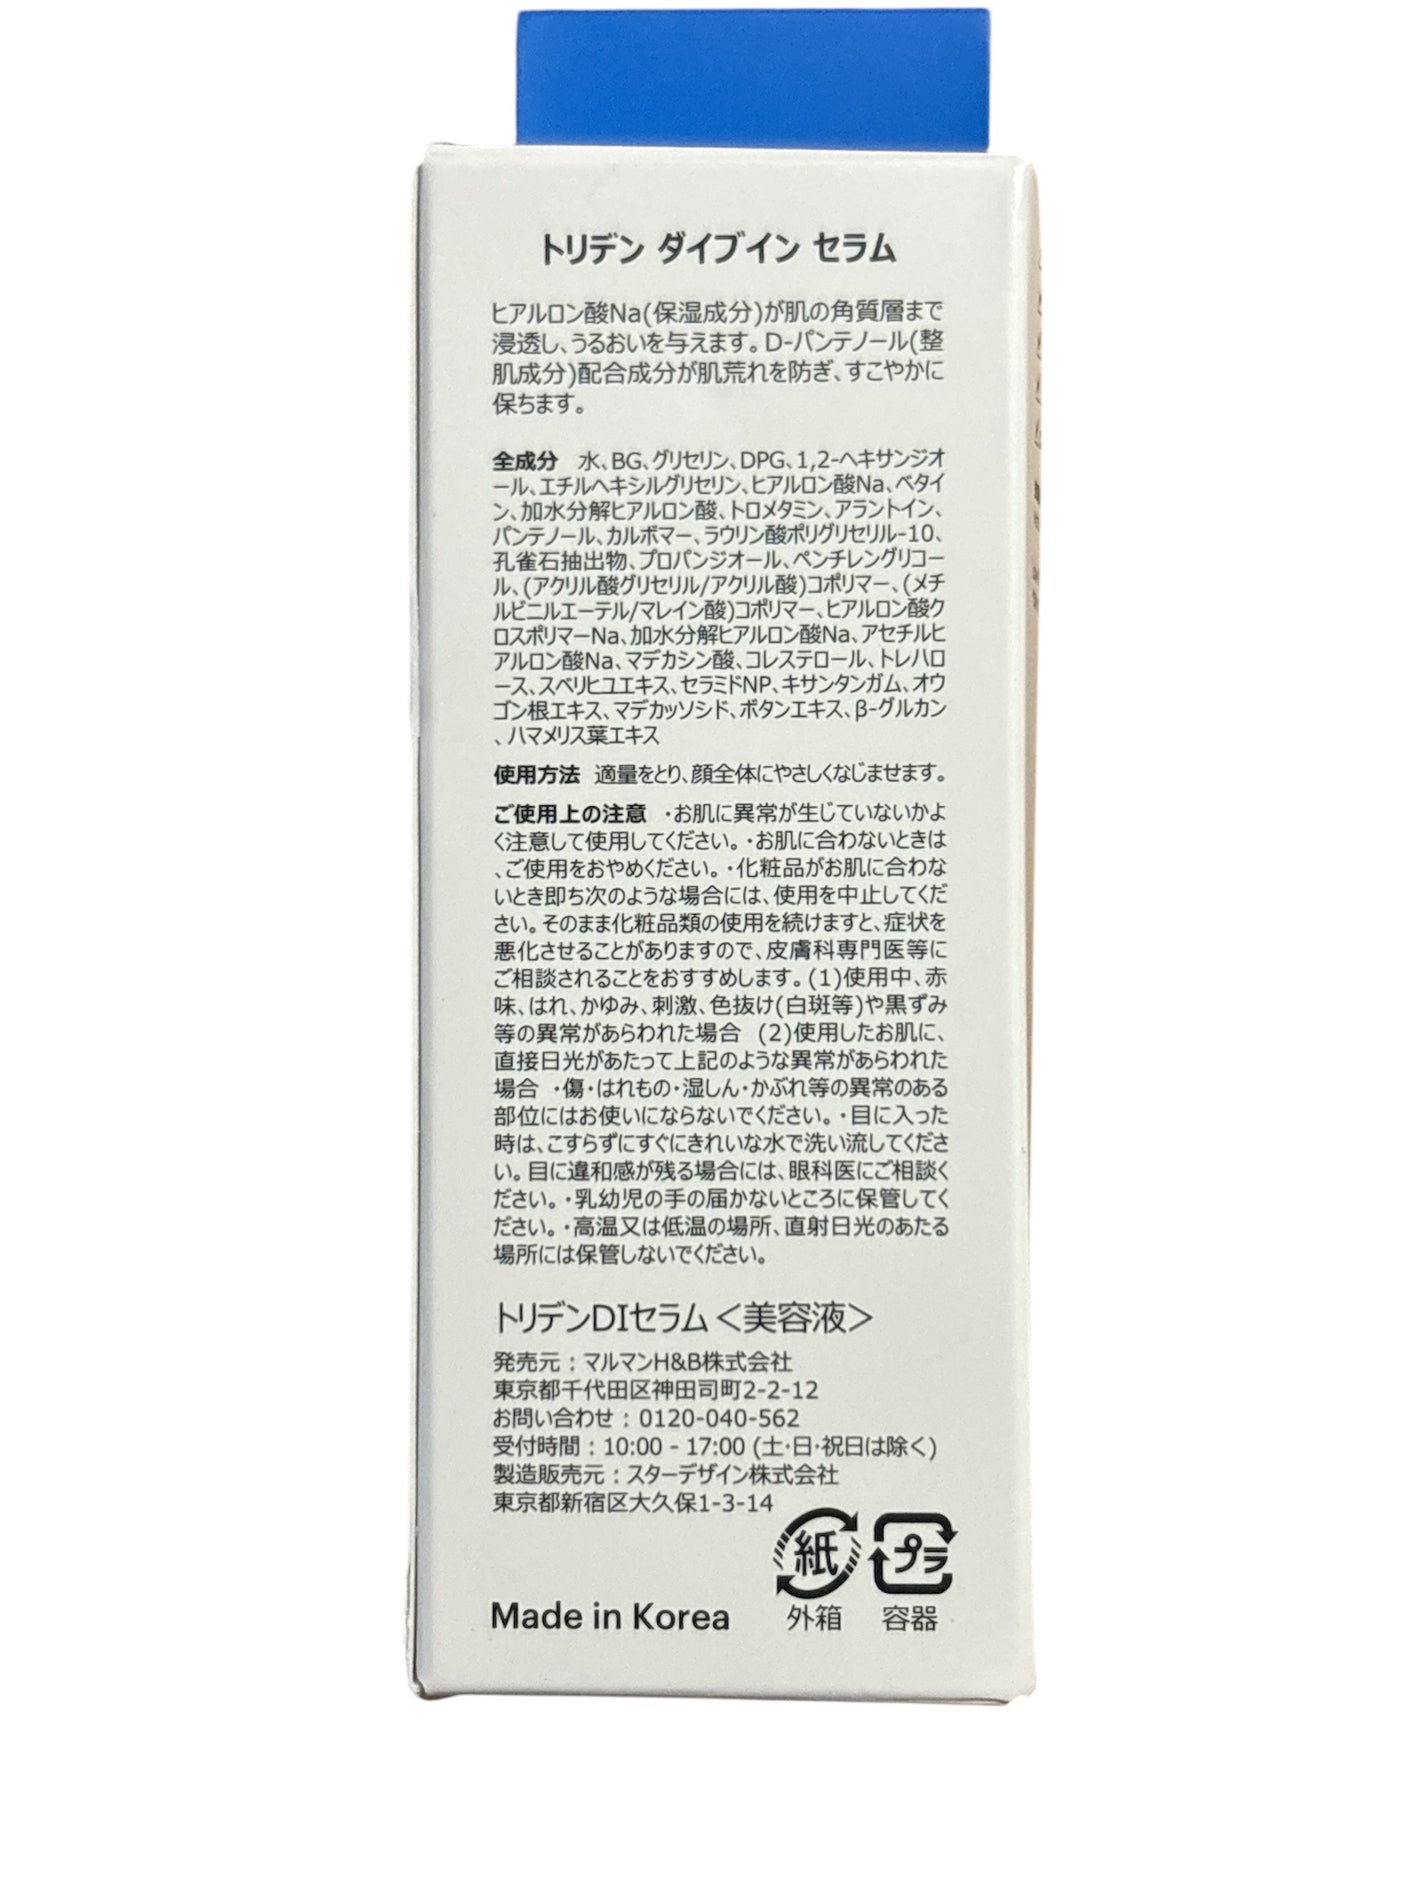 トリデン ダイブイン セラム
ヒアルロン酸Na(保湿成分)が肌の角質層まで
浸透し、うるおいを与えます。D-パンテノール(整
肌成分)配合成分が肌荒れを防ぎ、すこやかに
保ちます。
全成分 水、BG、グリセリン、DPG、1,2-ヘキサンジオ
ール、エチルヘキシルグリセリン、ヒアルロン酸Na、ベタイ
ン、加水分解ヒアルロン酸、トロメタミン、アラントイン、
パンテノール、カルボマー、ラウリン酸ポリグリセリル-10、
孔雀石抽出物、プロパンジオール、ペンチレングリコー
ル、(アクリル酸グリセリル/アクリル酸)コポリマー、(メチ
ルビニルエーテル/マレイン酸)コポリマー、ヒアルロン酸ク
ロスポリマーNa、加水分解ヒアルロン酸Na、アセチルヒ
アルロン酸Na、マデカシン酸、コレステロール、トレハロ
ース、スベリヒユエキス、セラミドNP、キサンタンガム、オウ
ゴン根エキス、マデカッソシド、ボタンエキス、β-グルカン
、ハマメリス葉エキス
使用方法 適量をとり、顔全体にやさしくなじませます。
ご使用上の注意 ・お肌に異常が生じていないかよ
く注意して使用してください。・お肌に合わないときは
、ご使用をおやめください。・化粧品がお肌に合わな
いとき即ち次のような場合には、使用を中止してくだ
さい。そのまま化粧品類の使用を続けますと、症状を
悪化させることがありますので、皮膚科専門医等に
ご相談されることをおすすめします。(1)使用中、赤
味、はれ、かゆみ、刺激、色抜け(白斑等)や黒ずみ
等の異常があらわれた場合 (2)使用したお肌に、
直接日光があたって上記のような異常があらわれた
場合 ・傷・はれもの・湿しん・かぶれ等の異常のある
部位にはお使いにならないでください。・目に入った
時は、こすらずにすぐにきれいな水で洗い流してくださ
い。目に違和感が残る場合には、眼科医にご相談く
ださい。・乳幼児の手の届かないところに保管してく
ださい。・高温又は低温の場所、直射日光のあたる
場所には保管しないでください。
トリデンDIセラム＜美容液＞
発売元：マルマンH&B株式会社
東京都千代田区神田司町2-2-12
お問い合わせ：0120-040-562
受付時間：10:00 - 17:00 (土・日・祝日は除く)
製造販売元：スターデザイン株式会社
東京都新宿区大久保1-3-14
紙 プラ
Made in Korea 外箱 容器